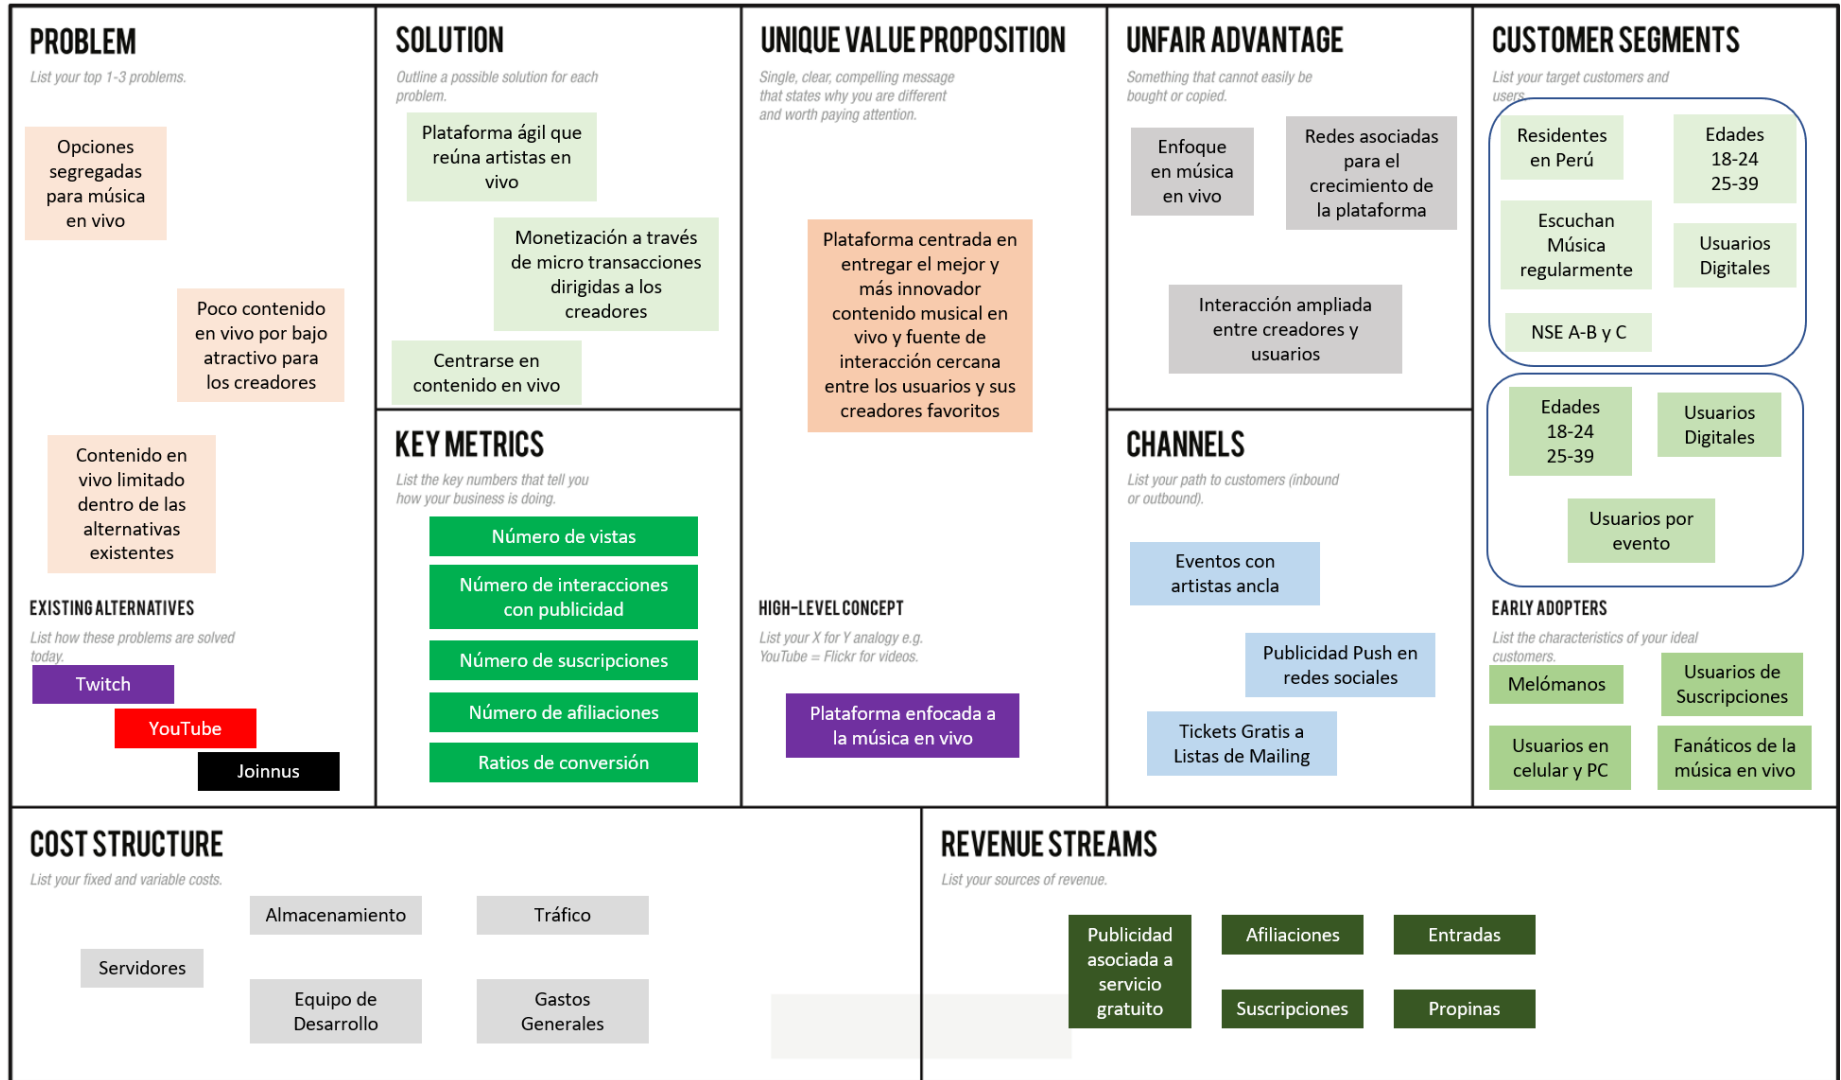 PROBLEM
List your top 1-3 problems.
Opciones
segregadas
para música
en vivo
Poco contenido
en vivo por bajo
atractivo para
los creadores
Contenido en
vivo limitado
dentro de las
alternativas
existentes
EXISTING ALTERNATIVES
List how these problems are solved
today.
Twitch
YouTube
Joinnus
SOLUTION
Outline a possible solution for each
problem.
Plataforma ágil que
reúna artistas en
vivo
Monetización a través
de micro transacciones
dirigidas a los
creadores
Centrarse en
contenido en vivo
KEY METRICS
List the key numbers that tell you
how your business is doing.
Número de vistas
Número de interacciones
con publicidad
Número de suscripciones
Número de afiliaciones
Ratios de conversión
UNIQUE VALUE PROPOSITION
Single, clear, compelling message
that states why you are different
and worth paying attention.
Plataforma centrada en
entregar el mejor y
más innovador
contenido musical en
vivo y fuente de
interacción cercana
entre los usuarios y sus
creadores favoritos
HIGH-LEVEL CONCEPT
List your X for Y analogy e.g.
YouTube = Flickr for videos.
Plataforma enfocada a
la música en vivo
UNFAIR ADVANTAGE
Something that cannot easily be
bought or copied.
Enfoque
en música
en vivo
Redes asociadas
para el
crecimiento de
la plataforma
Interacción ampliada
entre creadores y
usuarios
CHANNELS
List your path to customers (inbound
or outbound).
Eventos con
artistas ancla
Publicidad Push en
redes sociales
Tickets Gratis a
Listas de Mailing
CUSTOMER SEGMENTS
List your target customers and
users.
Residentes
en Perú
Edades
18-24
25-39
Escuchan
Música
regularmente
Usuarios
Digitales
NSE A-B y C
Edades
18-24
25-39
Usuarios
Digitales
Usuarios por
evento
EARLY ADOPTERS
List the characteristics of your ideal
customers.
Melómanos
Usuarios de
Suscripciones
Usuarios en
celular y PC
Fanáticos de la
música en vivo
COST STRUCTURE
List your fixed and variable costs.
Servidores
Almacenamiento
Tráfico
Equipo de
Desarrollo
Gastos
Generales
REVENUE STREAMS
List your sources of revenue.
Publicidad
asociada a
servicio
gratuito
Afiliaciones
Entradas
Suscripciones
Propinas